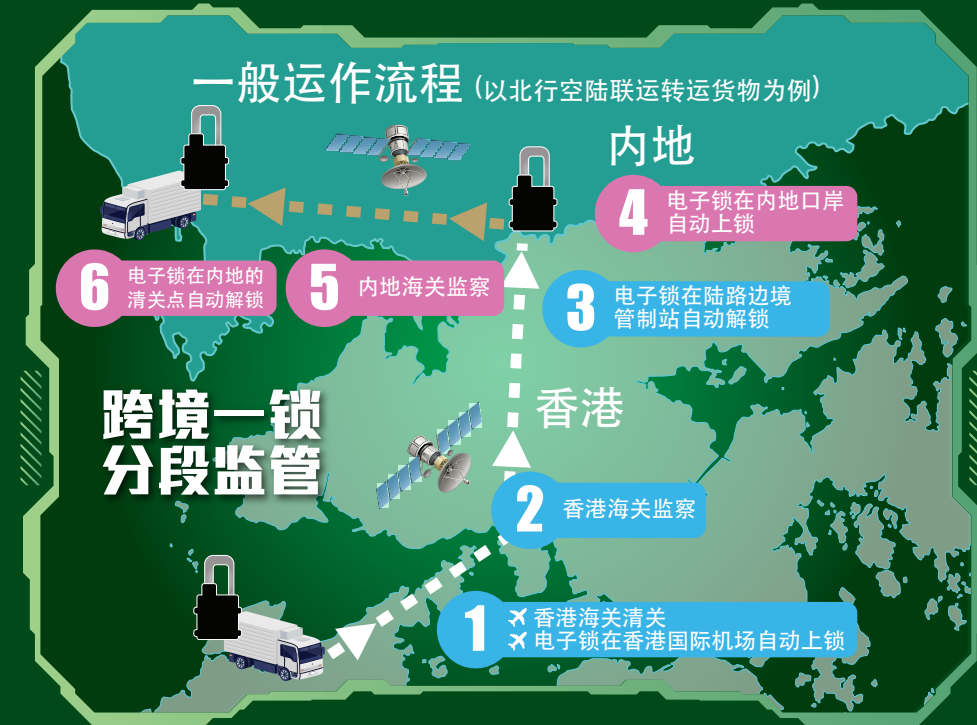 一般运作流程 (以北行空陆联运转运货物为例)
内地
4 电子锁在内地口岸
自动上锁
6 电子锁在内地的
清关点自动解锁
5 内地海关监察
3 电子锁在陆路边境
管制站自动解锁
跨境一锁
分段监管
香港
2 香港海关监察
1 香港海关清关
电子锁在香港国际机场自动上锁